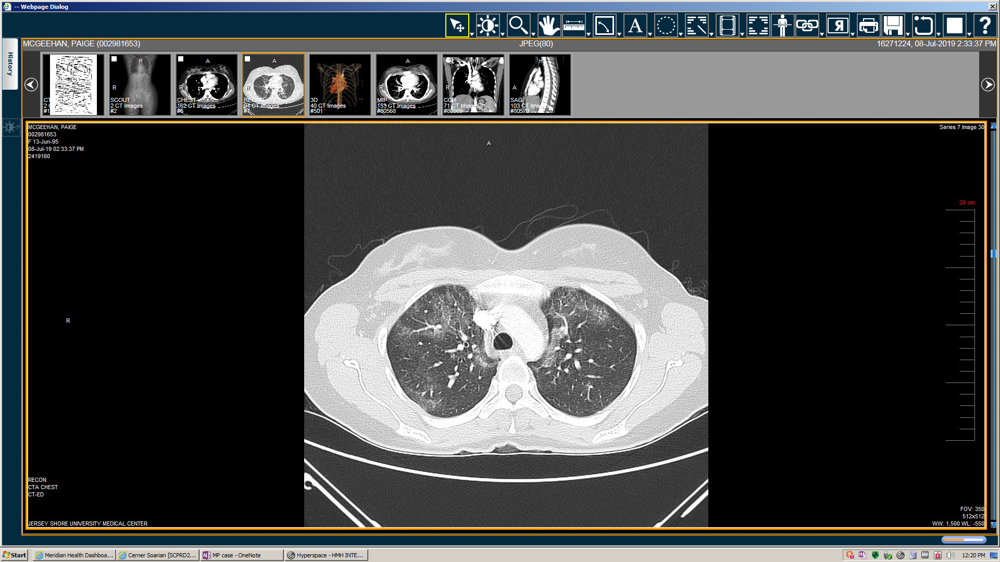 -- Webpage Dialog
MCGEEHAN, PAIGE (002981653)
JPEG(80)
16271224, 08-Jul-2019 2:33:37 PM
History
CT
2 C
#1
H
R
SCOUT
2 CT Images
#2
A
R
CHEST
162 CT Images
#6
A
R
RECON
94 CT Images
#7
3D
40 CT Images
#501
A
R
MIP
153 CT Images
#80568
H
R
COR
71 CT Images
#80569
H
A
SAG
103 CT Images
#80570
MCGEEHAN, PAIGE
002981653
F 13-Jun-95
08-Jul-19 02:33:37 PM
2419160
Series 7 Image 30
A
20 cm
R
RECON
CTA CHEST
CT-ED
JERSEY SHORE UNIVERSITY MEDICAL CENTER
FOV: 350
512x512
WW: 1,500 WL: -550
Start
Meridian Health Dashboa...
Cerner Soarian [SCPRD2...
MP case - OneNote
Hyperspace - HMH INTE...
12:20 PM